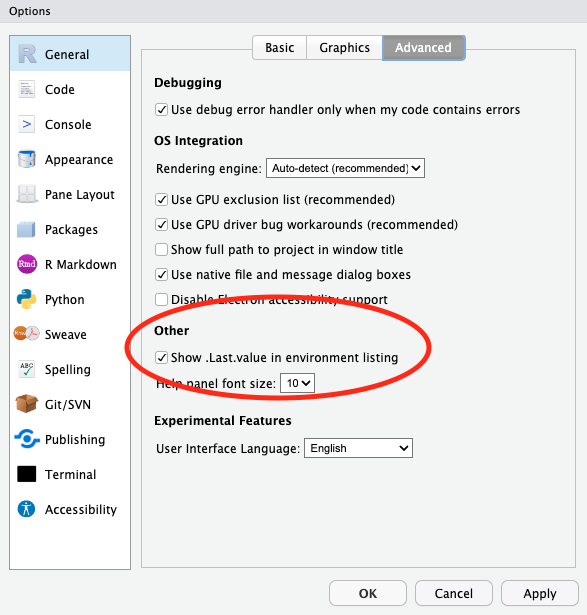 Options
General
Code
Console
Appearance
Pane Layout
Packages
R Markdown
Python
Sweave
Spelling
Git/SVN
Publishing
Terminal
Accessibility
Basic Graphics Advanced
Debugging
Use debug error handler only when my code contains errors
OS Integration
Rendering engine: Auto-detect (recommended)
Use GPU exclusion list (recommended)
Use GPU driver bug workarounds (recommended)
Show full path to project in window title
Use native file and message dialog boxes
Disable Electron accessibility support
Other
Show .Last.value in environment listing
Help panel font size: 10
Experimental Features
User Interface Language: English
OK Cancel Apply